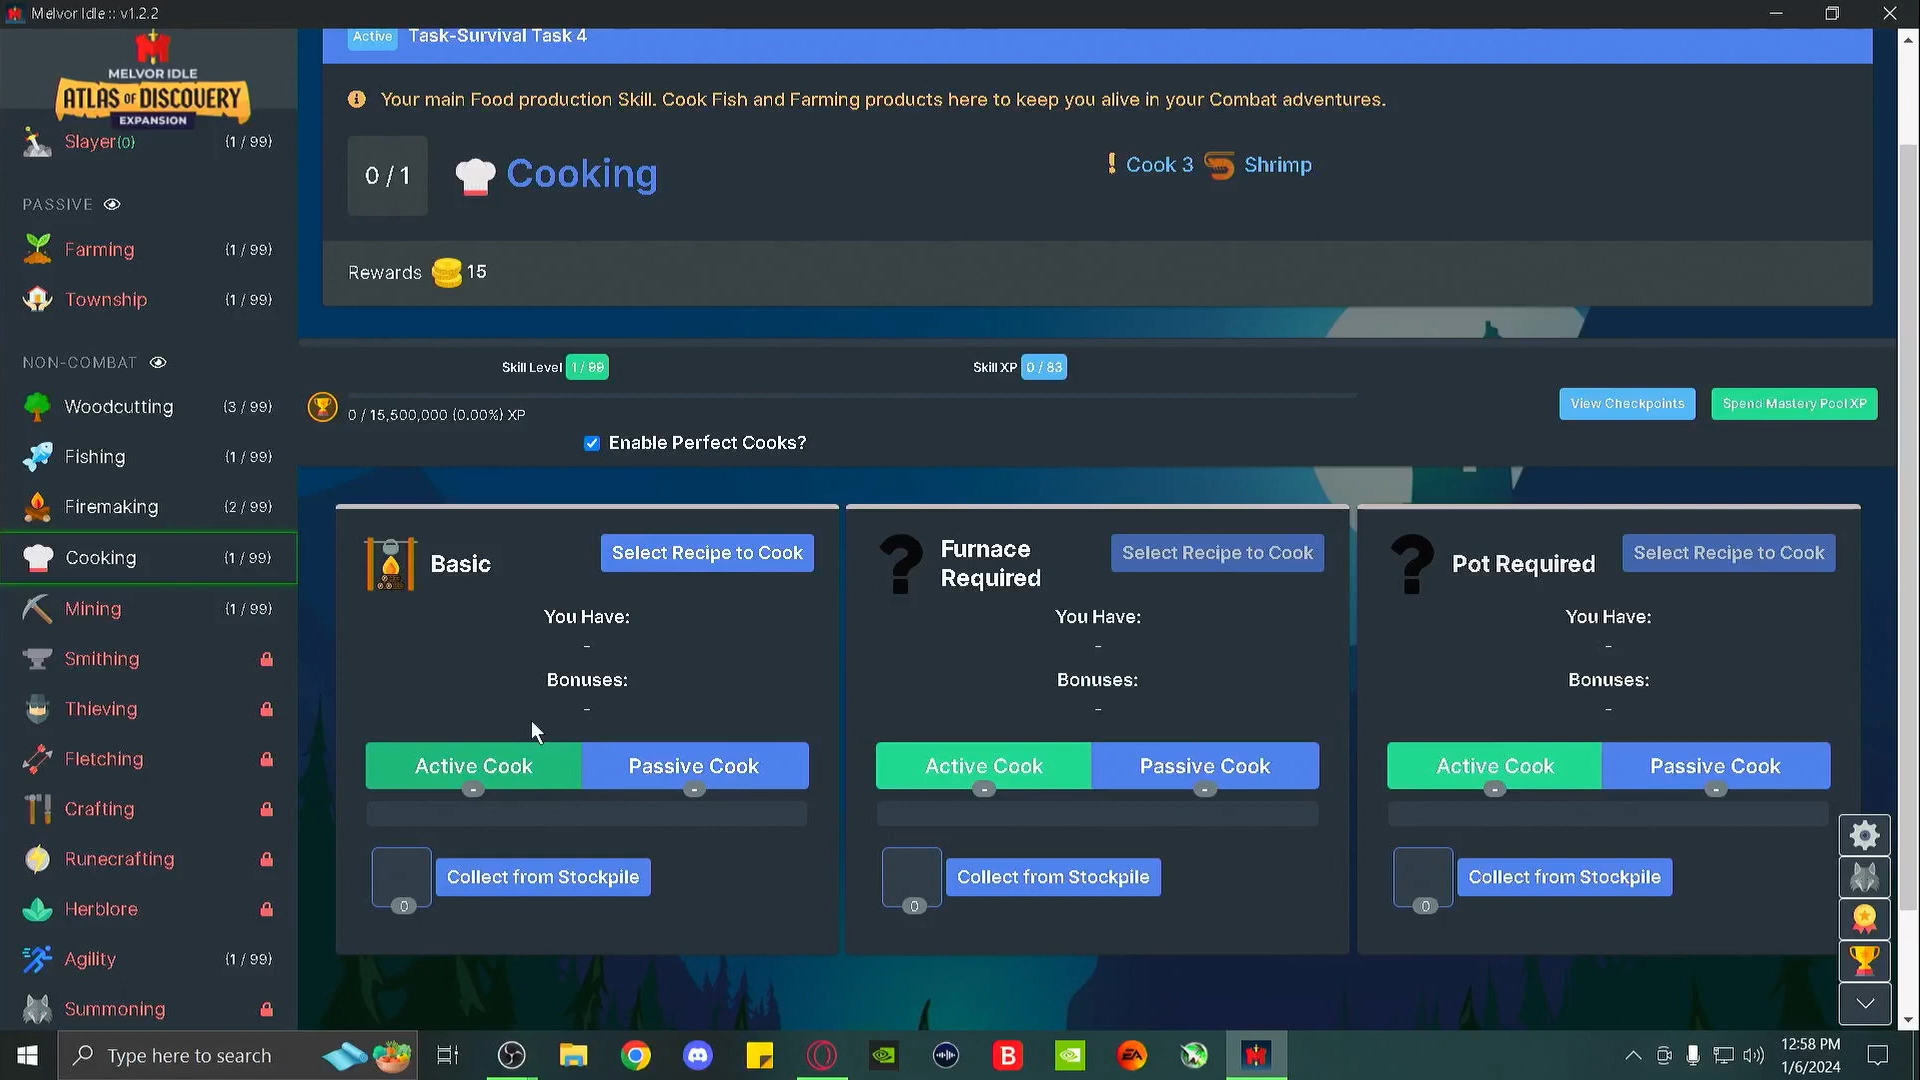 Melvor Idle :: v1.2.2
MELVOR IDLE
ATLAS OF DISCOVERY
EXPANSION
Slayer(0) (1 / 99)
PASSIVE
Farming (1 / 99)
Township (1 / 99)
NON-COMBAT
Woodcutting (3 / 99)
Fishing (1 / 99)
Firemaking (2 / 99)
Cooking (1 / 99)
Mining (1 / 99)
Smithing
Thieving
Fletching
Crafting
Runecrafting
Herblore
Agility (1 / 99)
Summoning
Active Task-Survival Task 4
Your main Food production Skill. Cook Fish and Farming products here to keep you alive in your Combat adventures.
0 / 1 Cooking
! Cook 3 Shrimp
Rewards 15
Skill Level 1 / 99 Skill XP 0 / 83
0 / 15,500,000 (0.00%) XP
View Checkpoints Spend Mastery Pool XP
Enable Perfect Cooks?
Basic
Select Recipe to Cook
You Have:
-
Bonuses:
-
Active Cook Passive Cook
- -
Collect from Stockpile
0
Furnace
Required
Select Recipe to Cook
You Have:
-
Bonuses:
-
Active Cook Passive Cook
- -
Collect from Stockpile
0
Pot Required
Select Recipe to Cook
You Have:
-
Bonuses:
-
Active Cook Passive Cook
- -
Collect from Stockpile
0
Type here to search
B
EA
12:58 PM
1/6/2024